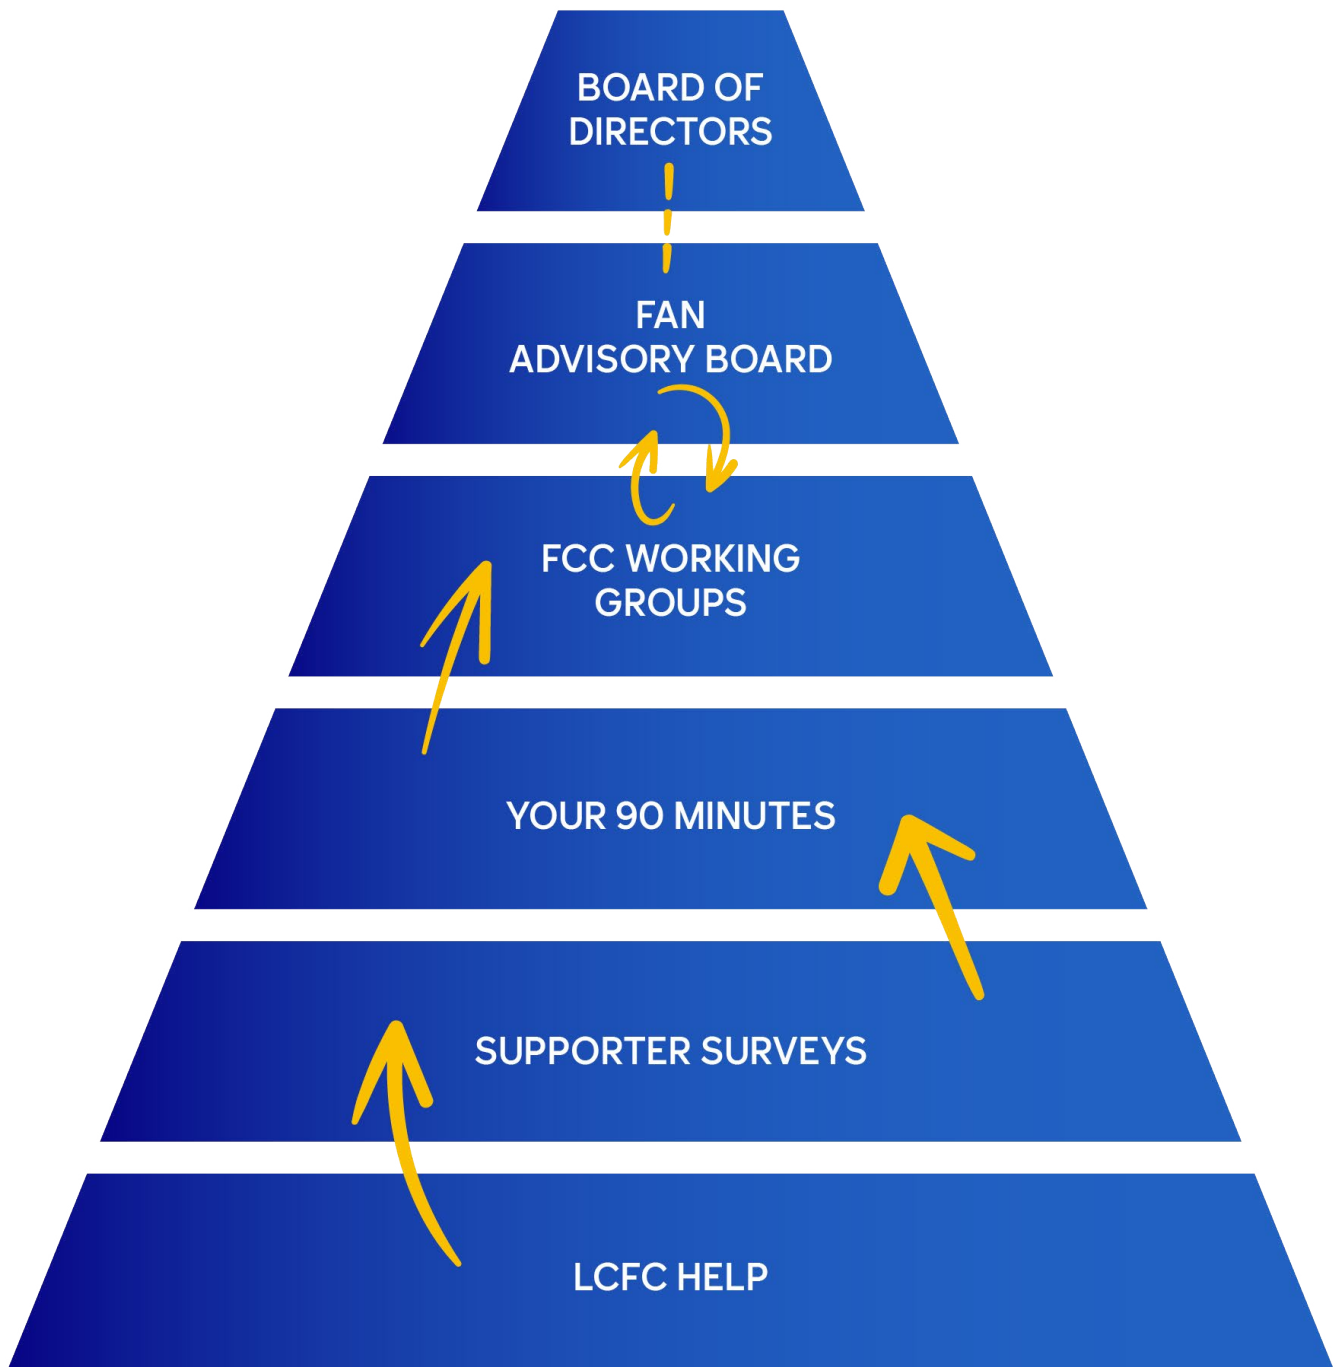 BOARD OF
DIRECTORS
FAN
ADVISORY BOARD
FCC WORKING
GROUPS
YOUR 90 MINUTES
SUPPORTER SURVEYS
LCFC HELP